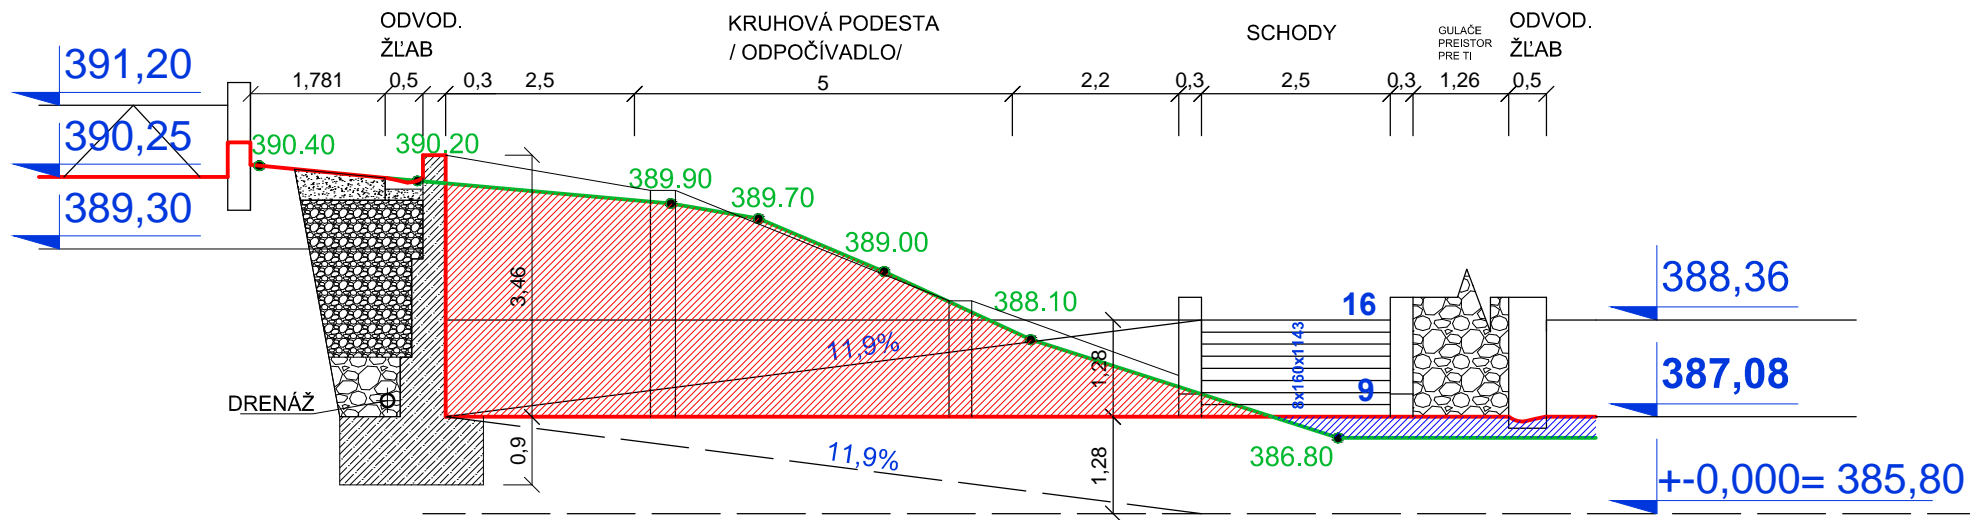 ODVOD.
ŽĽAB
KRUHOVÁ PODESTA
/ ODPOČÍVADLO/
SCHODY
GULAČE
PREISTOR
PRE TI
ODVOD.
ŽĽAB
1,781
0,5
0,3
2,5
5
2,2
0,3
2,5
0,3
1,26
0,5
391,20
390,25
389,30
390.40
390.20
389.90
389.70
389.00
388.10
386.80
3,46
0,9
11,9%
11,9%
1,28
1,28
DRENÁŽ
16
8x160x1143
9
388,36
387,08
+-0,000= 385,80